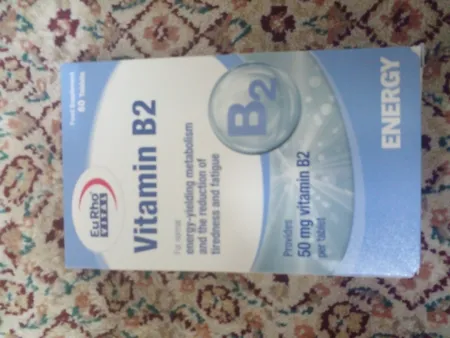 Food Supplement
60 Tablets
EuRho®
VITAL
Vitamin B2
For normal
energy-yielding metabolism
and the reduction of
tiredness and fatigue
B2
Provides
50 mg vitamin B2
per tablet
ENERGY